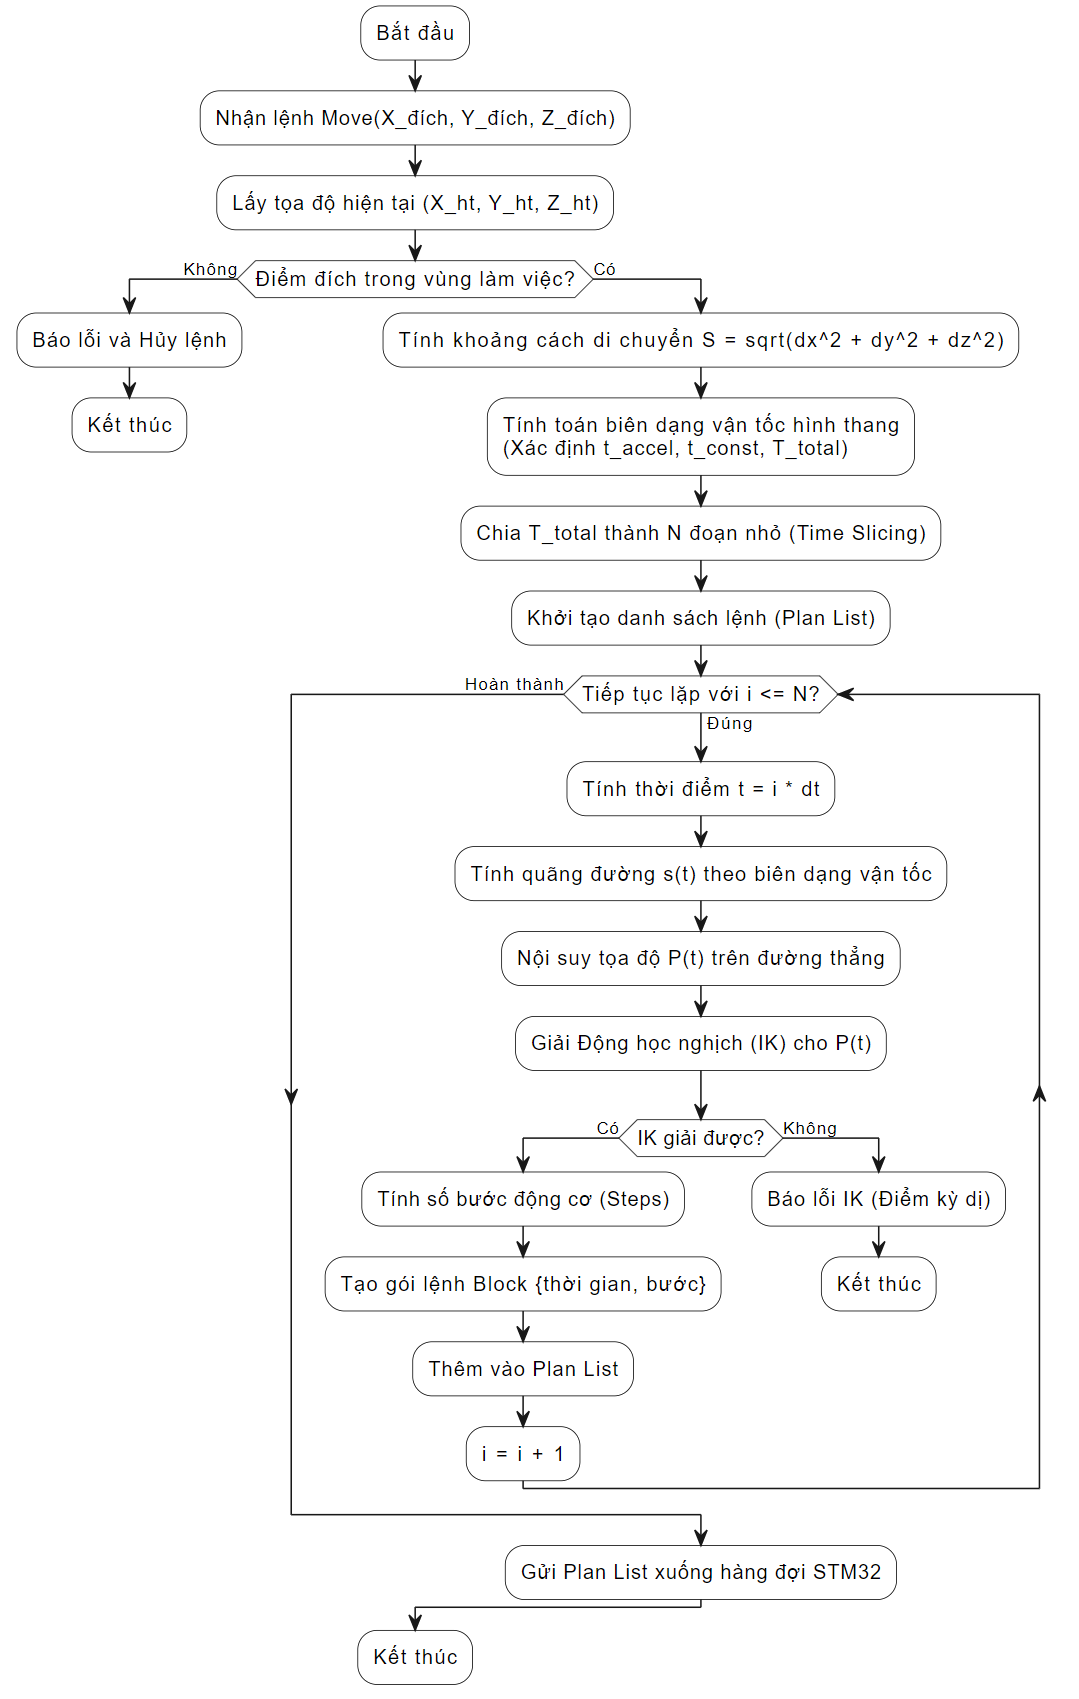 Bắt đầu
Nhận lệnh Move(X_đích, Y_đích, Z_đích)
Lấy tọa độ hiện tại (X_ht, Y_ht, Z_ht)
Không
Điểm đích trong vùng làm việc?
Có
Báo lỗi và Hủy lệnh
Kết thúc
Tính khoảng cách di chuyển S = sqrt(dx^2 + dy^2 + dz^2)
Tính toán biên dạng vận tốc hình thang
(Xác định t_accel, t_const, T_total)
Chia T_total thành N đoạn nhỏ (Time Slicing)
Khởi tạo danh sách lệnh (Plan List)
Hoàn thành
Tiếp tục lặp với i <= N?
Đúng
Tính thời điểm t = i * dt
Tính quãng đường s(t) theo biên dạng vận tốc
Nội suy tọa độ P(t) trên đường thẳng
Giải Động học nghịch (IK) cho P(t)
Có
IK giải được?
Không
Tính số bước động cơ (Steps)
Báo lỗi IK (Điểm kỳ dị)
Tạo gói lệnh Block {thời gian, bước}
Kết thúc
Thêm vào Plan List
i = i + 1
Gửi Plan List xuống hàng đợi STM32
Kết thúc